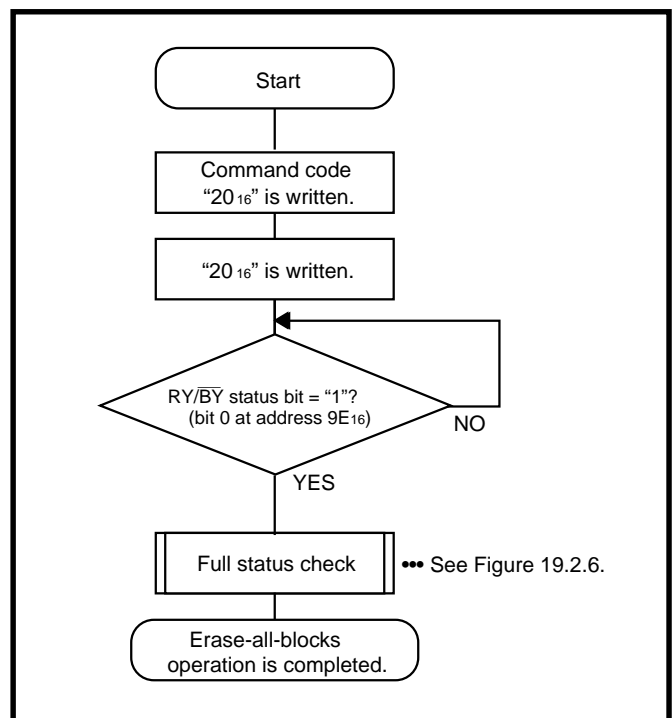 Start
Command code
“20 16” is written.
“20 16” is written.
RY/B̅Y̅ status bit = “1”?
(bit 0 at address 9E16)
NO
YES
Full status check
••• See Figure 19.2.6.
Erase-all-blocks
operation is completed.